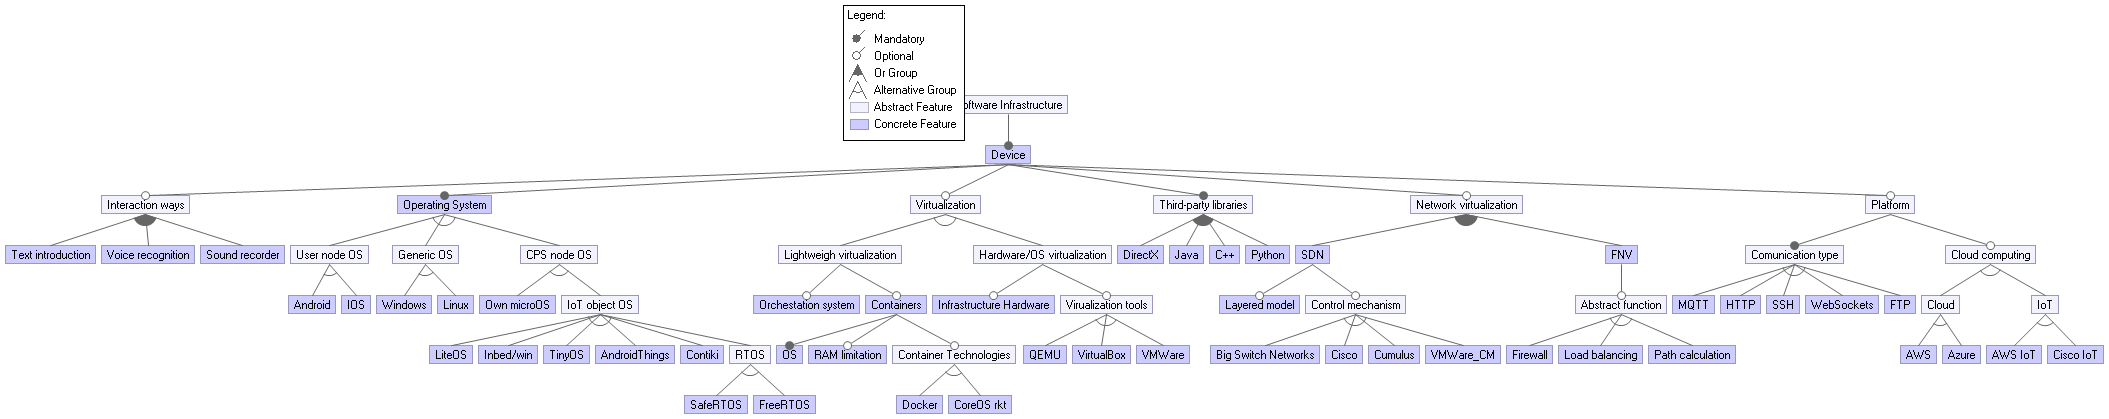 Legend:
Mandatory
Optional
Or Group
Alternative Group
Abstract Feature
Concrete Feature
oftware Infrastructure
Device
Interaction ways
Operating System
Virtualization
Third-party libraries
Network virtualization
Platform
Text introduction
Voice recognition
Sound recorder
User node OS
Generic OS
CPS node OS
Lightweigh virtualization
Hardware/OS virtualization
DirectX
Java
C++
Python
SDN
FNV
Comunication type
Cloud computing
Android
IOS
Windows
Linux
Own microOS
IoT object OS
Orchestation system
Containers
Infrastructure Hardware
Virualization tools
Layered model
Control mechanism
Abstract function
MQTT
HTTP
SSH
WebSockets
FTP
Cloud
IoT
LiteOS
Inbed/win
TinyOS
AndroidThings
Contiki
RTOS
OS
RAM limitation
Container Technologies
QEMU
VirtualBox
VMWare
Big Switch Networks
Cisco
Cumulus
VMWare_CM
Firewall
Load balancing
Path calculation
AWS
Azure
AWS IoT
Cisco IoT
SafeRTOS
FreeRTOS
Docker
CoreOS rkt